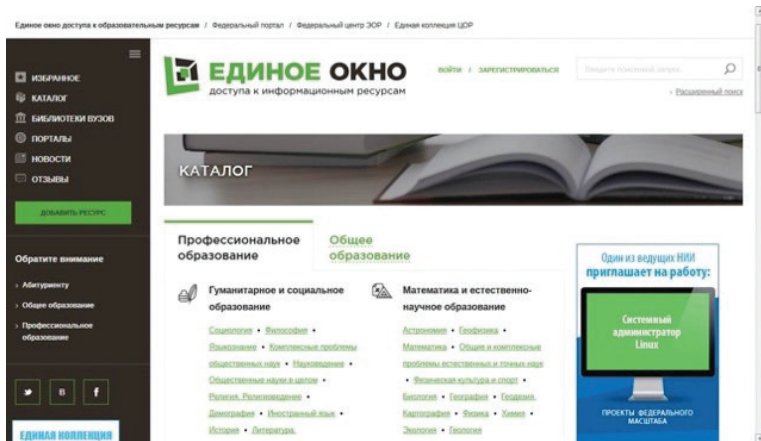 Единое окно доступа к образовательным ресурсам / Федеральный портал / Федеральный центр ЭОР / Единая коллекция ЦОР
ИЗБРАННОЕ
КАТАЛОГ
БИБЛИОТЕКИ ВУЗОВ
ПОРТАЛЫ
НОВОСТИ
ОТЗЫВЫ
ДОБАВИТЬ РЕСУРС
Обратите внимание
› Абитуриенту
› Общее образование
› Профессиональное
образование
ЕДИНАЯ КОЛЛЕКЦИЯ
ЕДИНОЕ ОКНО
доступа к информационным ресурсам
ВОЙТИ / ЗАРЕГИСТРИРОВАТЬСЯ
Введите поисковый запрос
› Расширенный поиск
КАТАЛОГ
Профессиональное
образование
Общее
образование
Гуманитарное и социальное
образование
Социология • Философия •
Языкознание • Комплексные проблемы
общественных наук • Науковедение •
Общественные науки в целом •
Религия. Религиоведение •
Демография • Иностранный язык •
История • Литература.
Математика и естественно-
научное образование
Астрономия • Геофизика •
Математика • Общие и комплексные
проблемы естественных и точных наук
• Физическая культура и спорт •
Биология • География • Геодезия.
Картография • Физика • Химия •
Экология • Геология
Один из ведущих НИИ
приглашает на работу:
Системный
администратор
Linux
ПРОЕКТЫ ФЕДЕРАЛЬНОГО
МАСШТАБА